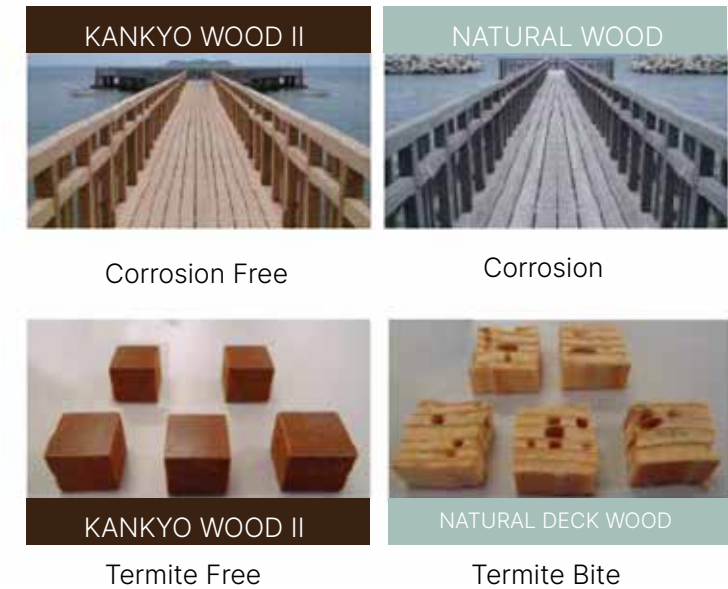 KANKYO WOOD II
NATURAL WOOD
Corrosion Free
Corrosion
KANKYO WOOD II
NATURAL DECK WOOD
Termite Free
Termite Bite